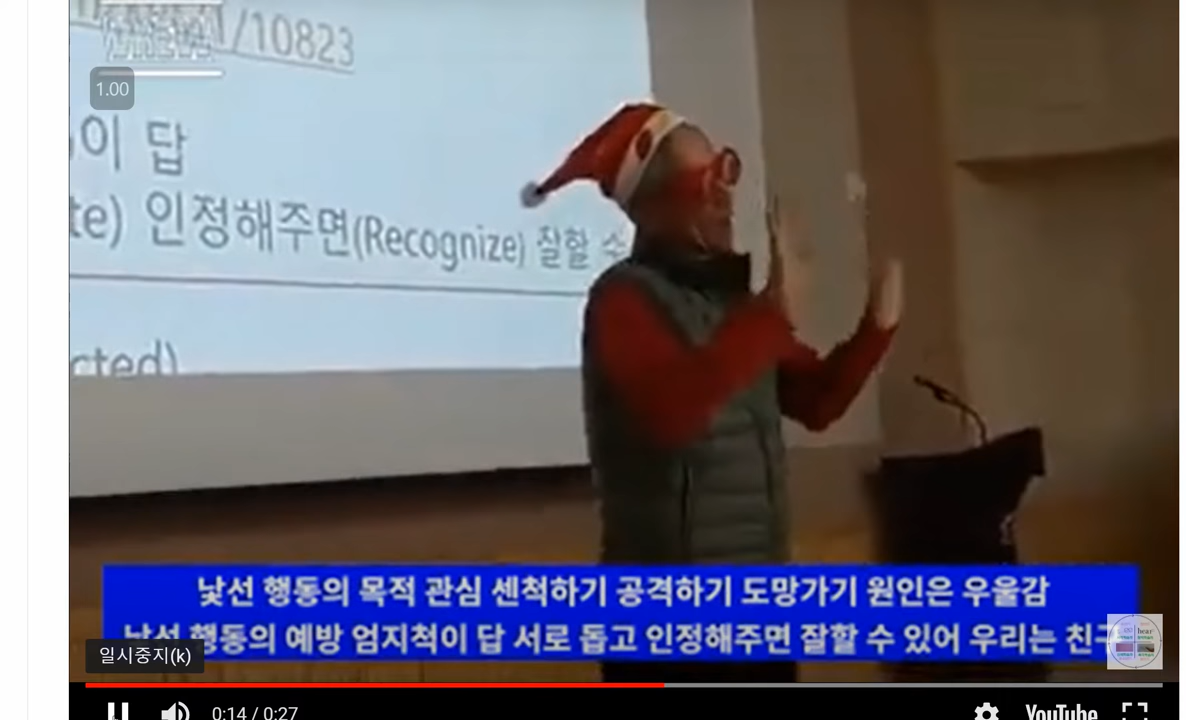 1/10823
1.00
이 답
te) 인정해주면(Recognize) 잘할 수
cted)
낯선 행동의 목적 관심 센척하기 공격하기 도망가기 원인은 우울감
낯선 행동의 예방 엄지척이 답 서로 돕고 인정해주면 잘할 수 있어 우리는 친구
일시중지(k)
0:14 / 0:27
YouTube